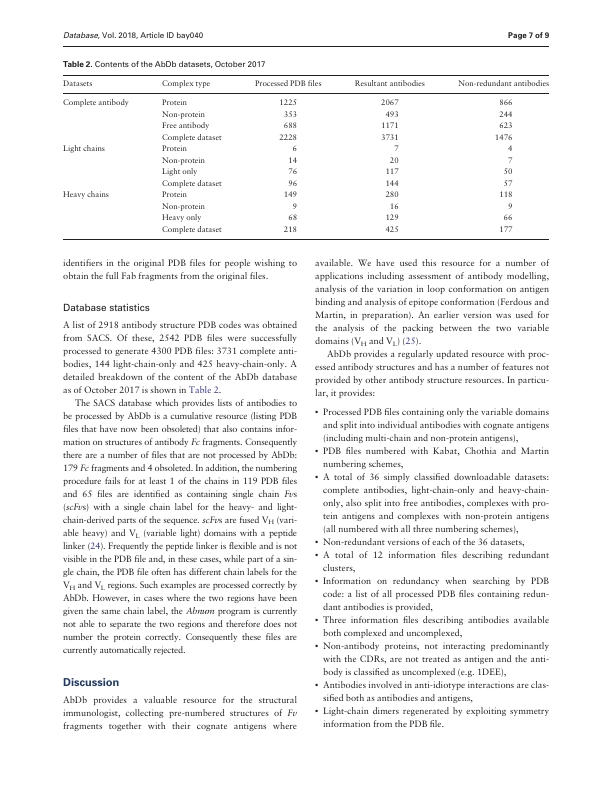 Database, Vol. 2018, Article ID bay040 Page 7 of 9
Table 2. Contents of the AbDb datasets, October 2017
Datasets Complex type Processed PDB files Resultant antibodies Non-redundant antibodies
Complete antibody Protein 1225 2067 866
Non-protein 353 493 244
Free antibody 688 1171 623
Complete dataset 2228 3731 1476
Light chains Protein 6 7 4
Non-protein 14 20 7
Light only 76 117 50
Complete dataset 96 144 57
Heavy chains Protein 149 280 118
Non-protein 9 16 9
Heavy only 68 129 66
Complete dataset 218 425 177
identifiers in the original PDB files for people wishing to
obtain the full Fab fragments from the original files.
Database statistics
A list of 2918 antibody structure PDB codes was obtained
from SACS. Of these, 2542 PDB files were successfully
processed to generate 4300 PDB files: 3731 complete anti-
bodies, 144 light-chain-only and 425 heavy-chain-only. A
detailed breakdown of the content of the AbDb database
as of October 2017 is shown in Table 2.
The SACS database which provides lists of antibodies to
be processed by AbDb is a cumulative resource (listing PDB
files that have now been obsoleted) that also contains infor-
mation on structures of antibody Fc fragments. Consequently
there are a number of files that are not processed by AbDb:
179 Fc fragments and 4 obsoleted. In addition, the numbering
procedure fails for at least 1 of the chains in 119 PDB files
and 65 files are identified as containing single chain Fvs
(scFvs) with a single chain label for the heavy- and light-
chain-derived parts of the sequence. scFvs are fused VH (vari-
able heavy) and VL (variable light) domains with a peptide
linker (24). Frequently the peptide linker is flexible and is not
visible in the PDB file and, in these cases, while part of a sin-
gle chain, the PDB file often has different chain labels for the
VH and VL regions. Such examples are processed correctly by
AbDb. However, in cases where the two regions have been
given the same chain label, the Abnum program is currently
not able to separate the two regions and therefore does not
number the protein correctly. Consequently these files are
currently automatically rejected.
Discussion
AbDb provides a valuable resource for the structural
immunologist, collecting pre-numbered structures of Fv
fragments together with their cognate antigens where
available. We have used this resource for a number of
applications including assessment of antibody modelling,
analysis of the variation in loop conformation on antigen
binding and analysis of epitope conformation (Ferdous and
Martin, in preparation). An earlier version was used for
the analysis of the packing between the two variable
domains (VH and VL) (25).
AbDb provides a regularly updated resource with proc-
essed antibody structures and has a number of features not
provided by other antibody structure resources. In particu-
lar, it provides:
• Processed PDB files containing only the variable domains
and split into individual antibodies with cognate antigens
(including multi-chain and non-protein antigens),
• PDB files numbered with Kabat, Chothia and Martin
numbering schemes,
• A total of 36 simply classified downloadable datasets:
complete antibodies, light-chain-only and heavy-chain-
only, also split into free antibodies, complexes with pro-
tein antigens and complexes with non-protein antigens
(all numbered with all three numbering schemes),
• Non-redundant versions of each of the 36 datasets,
• A total of 12 information files describing redundant
clusters,
• Information on redundancy when searching by PDB
code: a list of all processed PDB files containing redun-
dant antibodies is provided,
• Three information files describing antibodies available
both complexed and uncomplexed,
• Non-antibody proteins, not interacting predominantly
with the CDRs, are not treated as antigen and the anti-
body is classified as uncomplexed (e.g. 1DEE),
• Antibodies involved in anti-idiotype interactions are clas-
sified both as antibodies and antigens,
• Light-chain dimers regenerated by exploiting symmetry
information from the PDB file.